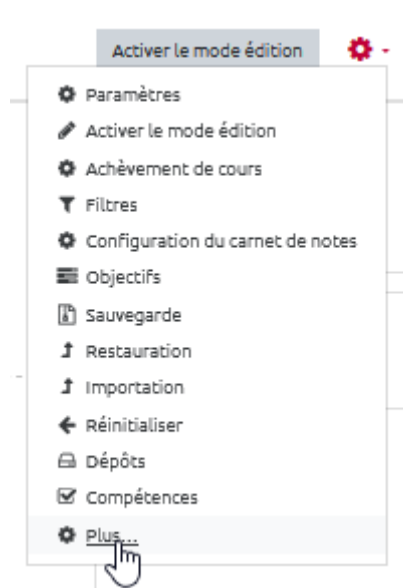 Activer le mode édition
Paramètres
Activer le mode édition
Achèvement de cours
Filtres
Configuration du carnet de notes
Objectifs
Sauvegarde
Restauration
Importation
Réinitialiser
Dépôts
Compétences
Plus...